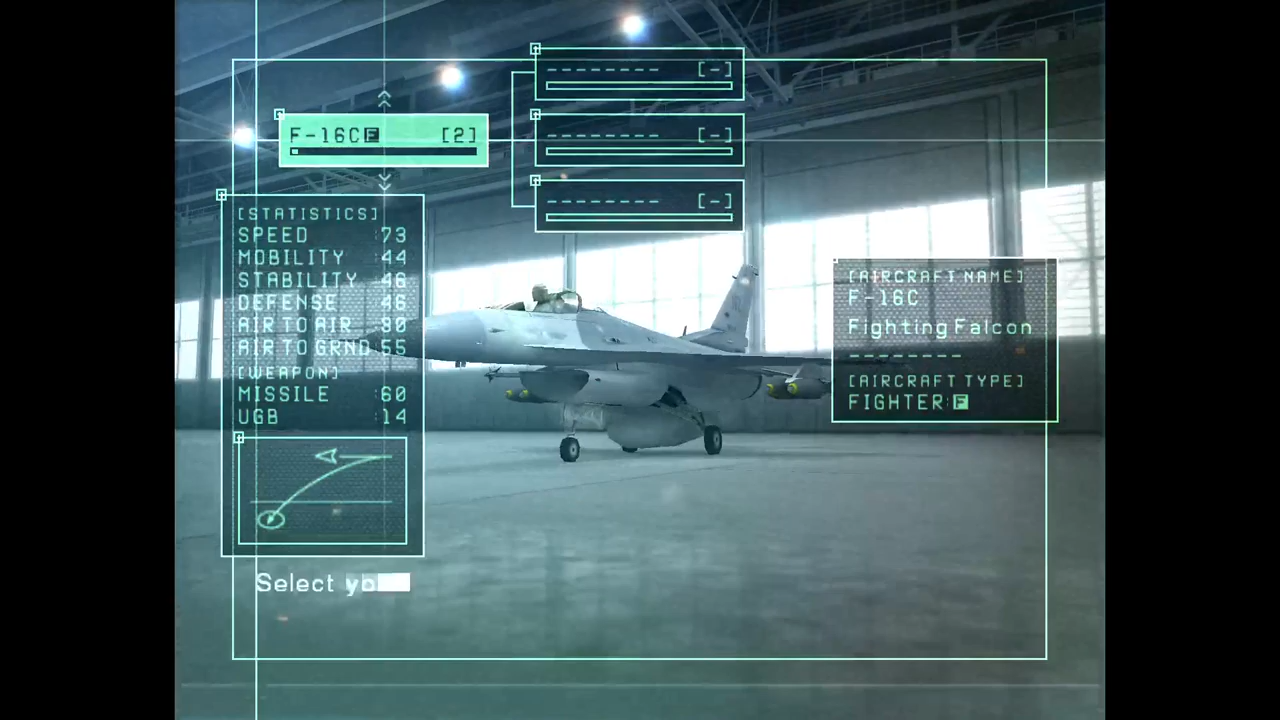 -------- [-]
F-16C F [2]
-------- [-]
-------- [-]
[STATISTICS]
SPEED :73
MOBILITY :44
STABILITY :46
DEFENSE :46
AIR TO AIR :80
AIR TO GRND:55
[WEAPON]
MISSILE :60
UGB :14
[AIRCRAFT NAME]
F-16C
Fighting Falcon
--------
[AIRCRAFT TYPE]
FIGHTER: F
Select yo